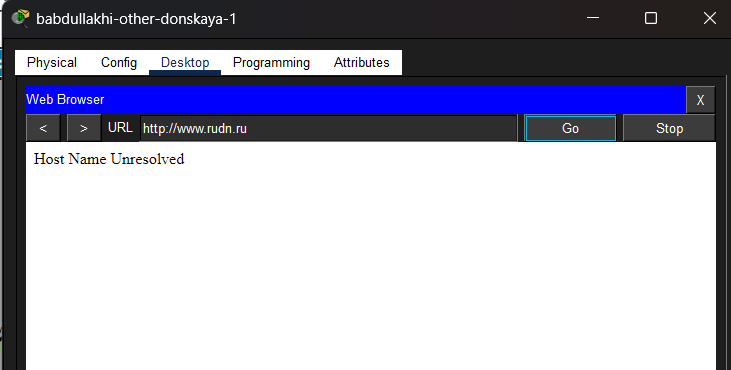 babdullakhi-other-donskaya-1
Physical Config Desktop Programming Attributes
Web Browser X
< > URL http://www.rudn.ru Go Stop
Host Name Unresolved